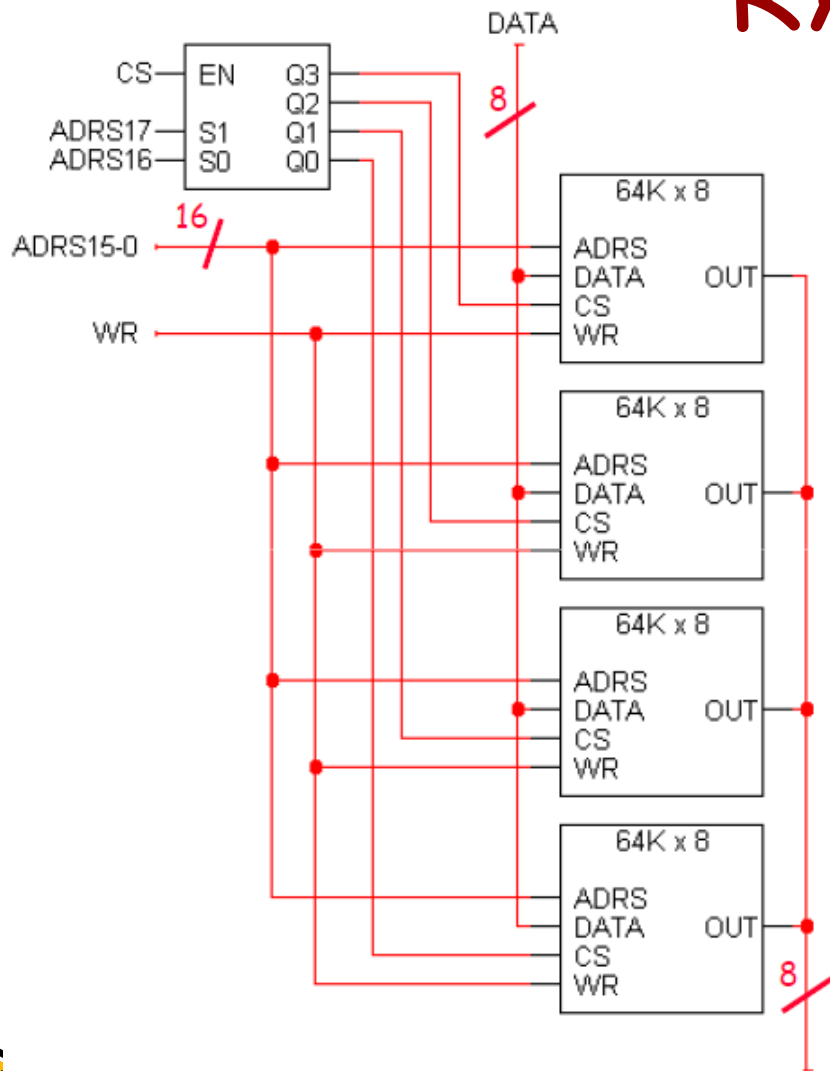 DATA
CS EN Q3
Q2
ADRS17 S1 Q1
ADRS16 S0 Q0
8
16
ADRS15-0
WR
64K x 8
ADRS
DATA OUT
CS
WR
64K x 8
ADRS
DATA OUT
CS
WR
64K x 8
ADRS
DATA OUT
CS
WR
64K x 8
ADRS
DATA OUT
CS
WR
8